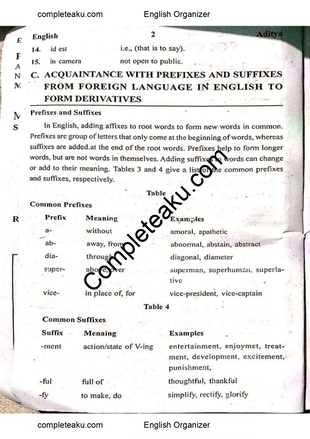 completeaku.com English Organizer
English 2 Aditya
14. id est i.e., (that is to say).
15. in camera not open to public.
C. ACQUAINTANCE WITH PREFIXES AND SUFFIXES
FROM FOREIGN LANGUAGE IN ENGLISH TO
FORM DERIVATIVES
Prefixes and Suffixes
In English, adding affixes to root words to form new words in common.
Prefixes are group of letters that only come at the beginning of words, whereas
suffixes are added at the end of the root words. Prefixes help to form longer
words, but are not words in themselves. Adding suffix to words can change
or add to their meaning. Tables 3 and 4 give a list of the common prefixes
and suffixes, respectively.
Table
Common Prefixes
Prefix Meaning Examples
a- without amoral, apathetic
ab- away, from abnormal, abstain, abstract
dia- through diagonal, diameter
super- above, over superman, superhuman, superla-
tive
vice- in place of, for vice-president, vice-captain
Table 4
Common Suffixes
Suffix Menaing Examples
-ment action/state of V-ing entertainment, enjoymet, treat-
ment, development, excitement,
punishment,
-ful full of thoughtful, thankful
-fy to make, do simplify, rectify, glorify
Completeaku.com
completeaku.com English Organizer